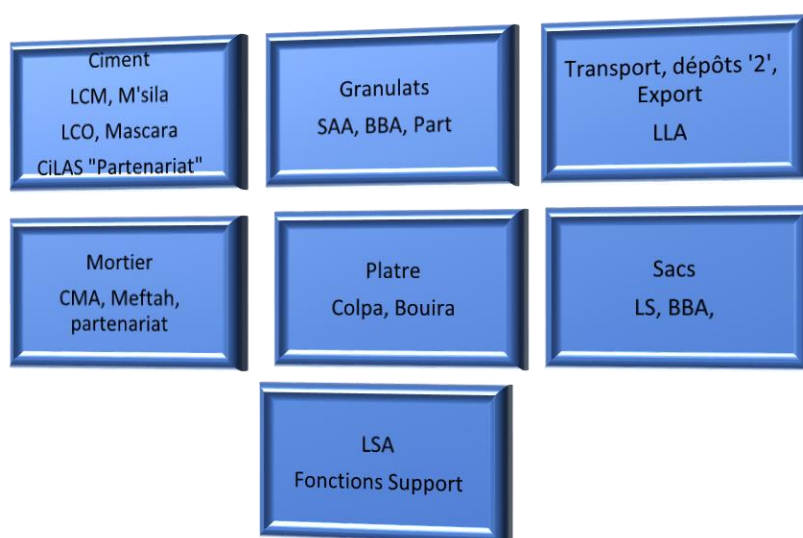 Ciment
LCM, M'sila
LCO, Mascara
CiLAS "Partenariat"
Granulats
SAA, BBA, Part
Transport, dépôts '2',
Export
LLA
Mortier
CMA, Meftah,
partenariat
Platre
Colpa, Bouira
Sacs
LS, BBA,
LSA
Fonctions Support